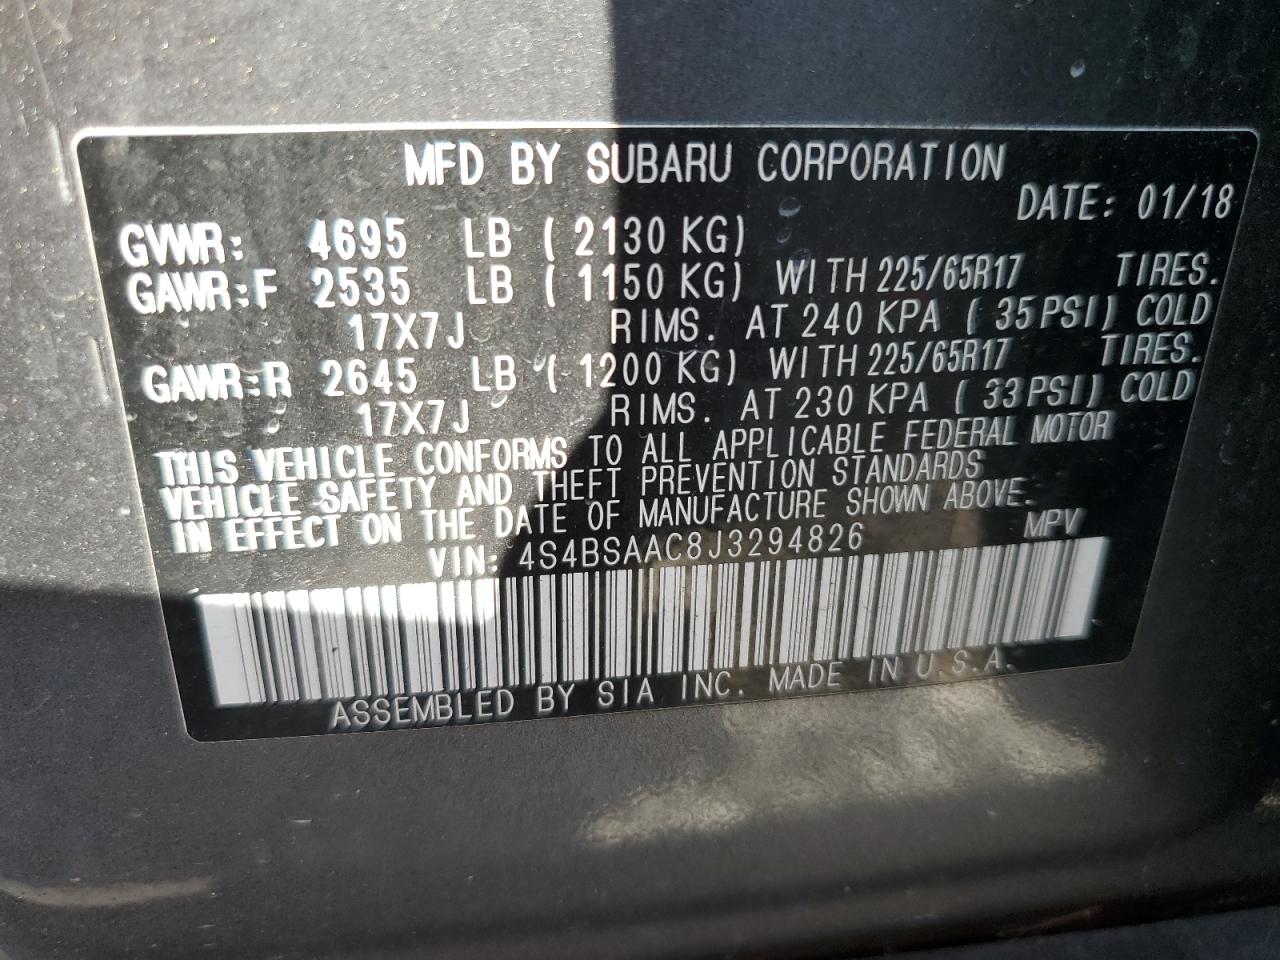 MFD BY SUBARU CORPORATION
DATE: 01/18
GVWR: 4695 LB ( 2130 KG)
GAWR:F 2535 LB ( 1150 KG) WITH 225/65R17 TIRES.
17X7J RIMS. AT 240 KPA ( 35 PSI) COLD
GAWR:R 2645 LB ( 1200 KG) WITH 225/65R17 TIRES.
17X7J RIMS. AT 230 KPA ( 33 PSI) COLD
THIS VEHICLE CONFORMS TO ALL APPLICABLE FEDERAL MOTOR
VEHICLE SAFETY AND THEFT PREVENTION STANDARDS
IN EFFECT ON THE DATE OF MANUFACTURE SHOWN ABOVE.
VIN: 4S4BSAAC8J3294826 MPV
ASSEMBLED BY SIA INC. MADE IN U.S.A.